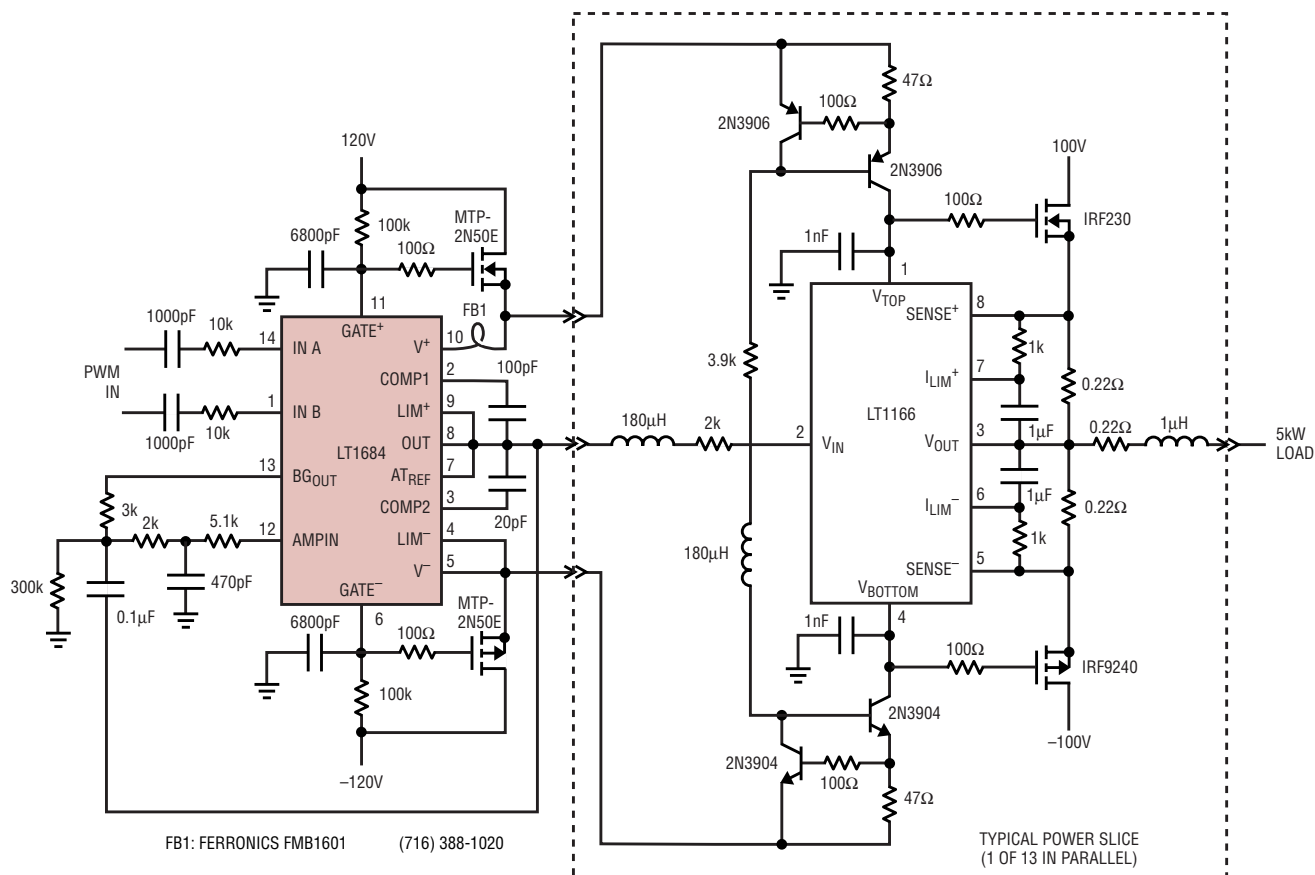 47Ω
100Ω
2N3906
2N3906
120V
100V
100k
MTP-
2N50E
6800pF
100Ω
100Ω
IRF230
1nF
1
11
FB1
GATE+
VTOP
SENSE+
8
1000pF
10k
14
IN A
V+
10
100pF
1k
PWM
IN
COMP1
2
3.9k
ILIM+
7
0.22Ω
1
IN B
LIM+
9
180µH
2k
LT1166
1000pF
10k
OUT
8
2
VIN
VOUT
3
1µF
0.22Ω
1µH
5kW
LOAD
LT1684
13
BGOUT
ATREF
7
1µF
3k
COMP2
3
20pF
ILIM–
6
0.22Ω
2k
5.1k
12
AMPIN
LIM–
4
180µH
1k
300k
470pF
V–
5
SENSE–
5
0.1µF
GATE–
VBOTTOM
6
MTP-
2N50E
4
6800pF
100Ω
1nF
100Ω
IRF9240
100k
2N3904
–100V
–120V
2N3904
100Ω
47Ω
FB1: FERRONICS FMB1601 (716) 388-1020
TYPICAL POWER SLICE
(1 OF 13 IN PARALLEL)